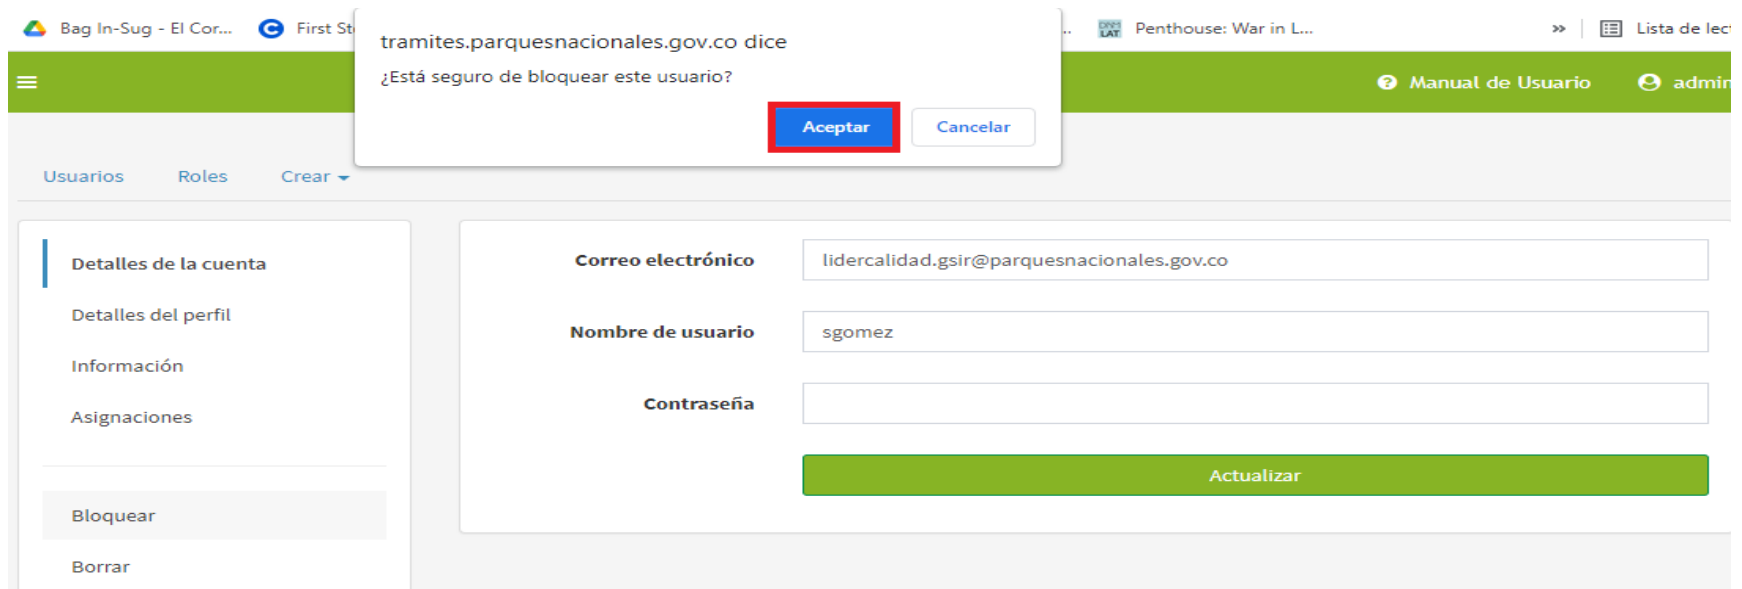 Bag In-Sug - El Cor...
First St
..
Penthouse: War in L...
»
Lista de lec
tramites.parquesnacionales.gov.co dice
¿Está seguro de bloquear este usuario?
Aceptar
Cancelar
Manual de Usuario
admin
Usuarios
Roles
Crear
Detalles de la cuenta
Detalles del perfil
Información
Asignaciones
Bloquear
Borrar
Correo electrónico
lidercalidad.gsir@parquesnacionales.gov.co
Nombre de usuario
sgomez
Contraseña
Actualizar